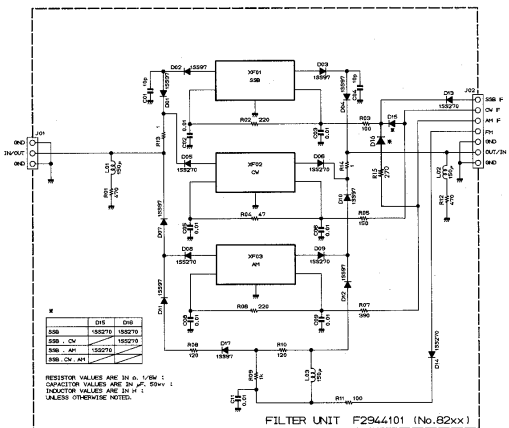 D02 1SS97
XF01
SSB
D03
1SS97
C01 10p
D01
1SS97
C04 10p
D04
1SS97
D13
1SS270
J02
SSB IF
CW IF
AM IF
FM
GND
OUT/IN
GND
R02 220
C02 0.01
C03 0.01
R03
100
D15
*
D16
*
R15
270
J01
GND
IN/OUT
GND
R13 1
L01
150μ
R01
470
D05
1SS270
XF02
CW
D06
1SS270
R14
1
D10
1SS97
L02
150μ
R12
470
R04 47
C05
0.01
C06
0.01
R05
150
D07
1SS97
D08
1SS270
XF03
AM
D09
1SS270
D11
1SS97
D12
1SS97
R06 220
C08
0.01
C09
0.01
R07
390
*
D15 D16
SSB 1SS270 1SS270
SSB . CW 1SS270
SSB . AM 1SS270
SSB . CW . AM
R08
120
D17
1SS97
R10
120
R09
1k
L03
150μ
C11
0.01
R11 100
D14
1SS270
RESISTOR VALUES ARE IN Ω, 1/6W ;
CAPACITOR VALUES ARE IN μF, 50WV ;
INDUCTOR VALUES ARE IN H ;
UNLESS OTHERWISE NOTED.
FILTER UNIT F2944101 (No.82xx)